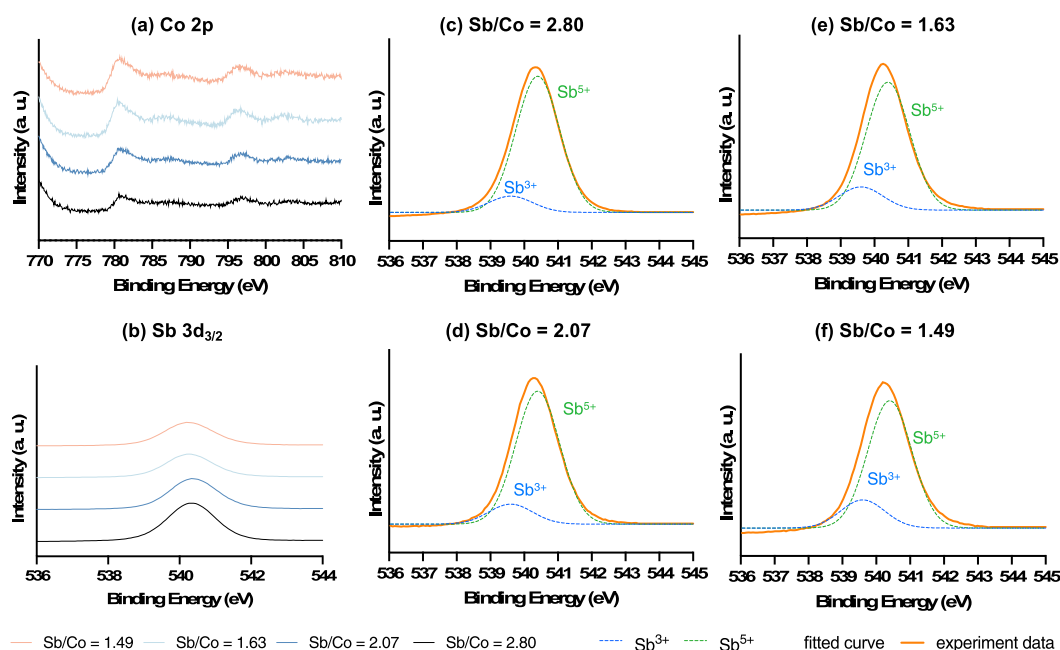 (a) Co 2p
Intensity (a. u.)
770 775 780 785 790 795 800 805 810
Binding Energy (eV)
(c) Sb/Co = 2.80
Intensity (a. u.)
Sb⁵⁺
Sb³⁺
536 537 538 539 540 541 542 543 544 545
Binding Energy (eV)
(e) Sb/Co = 1.63
Intensity (a. u.)
Sb⁵⁺
Sb³⁺
536 537 538 539 540 541 542 543 544 545
Binding Energy (eV)
(b) Sb 3d₃/₂
Intensity (a. u.)
536 538 540 542 544
Binding Energy (eV)
(d) Sb/Co = 2.07
Intensity (a. u.)
Sb⁵⁺
Sb³⁺
536 537 538 539 540 541 542 543 544 545
Binding Energy (eV)
(f) Sb/Co = 1.49
Intensity (a. u.)
Sb⁵⁺
Sb³⁺
536 537 538 539 540 541 542 543 544 545
Binding Energy (eV)
Sb/Co = 1.49 Sb/Co = 1.63 Sb/Co = 2.07 Sb/Co = 2.80 Sb³⁺ Sb⁵⁺ fitted curve experiment data